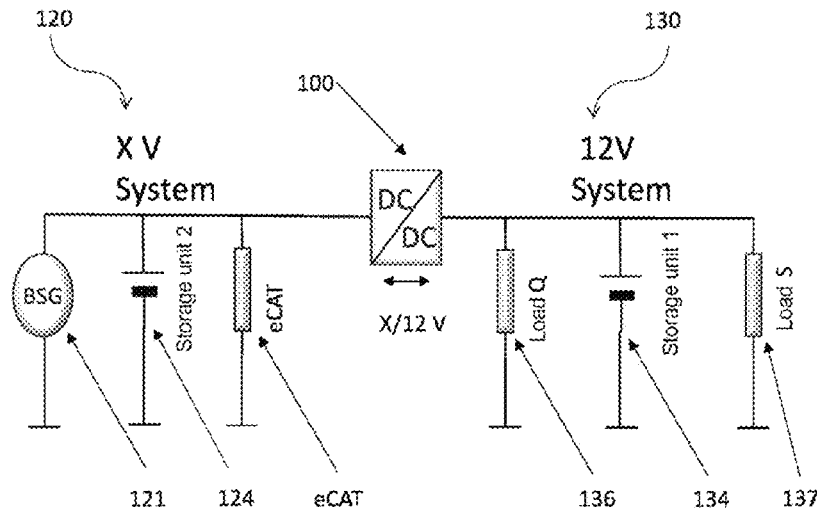 120
130
100
X V
System
12V
System
DC
DC
BSG
Storage unit 2
eCAT
X/12 V
Load Q
Storage unit 1
Load S
121
124
eCAT
136
134
137